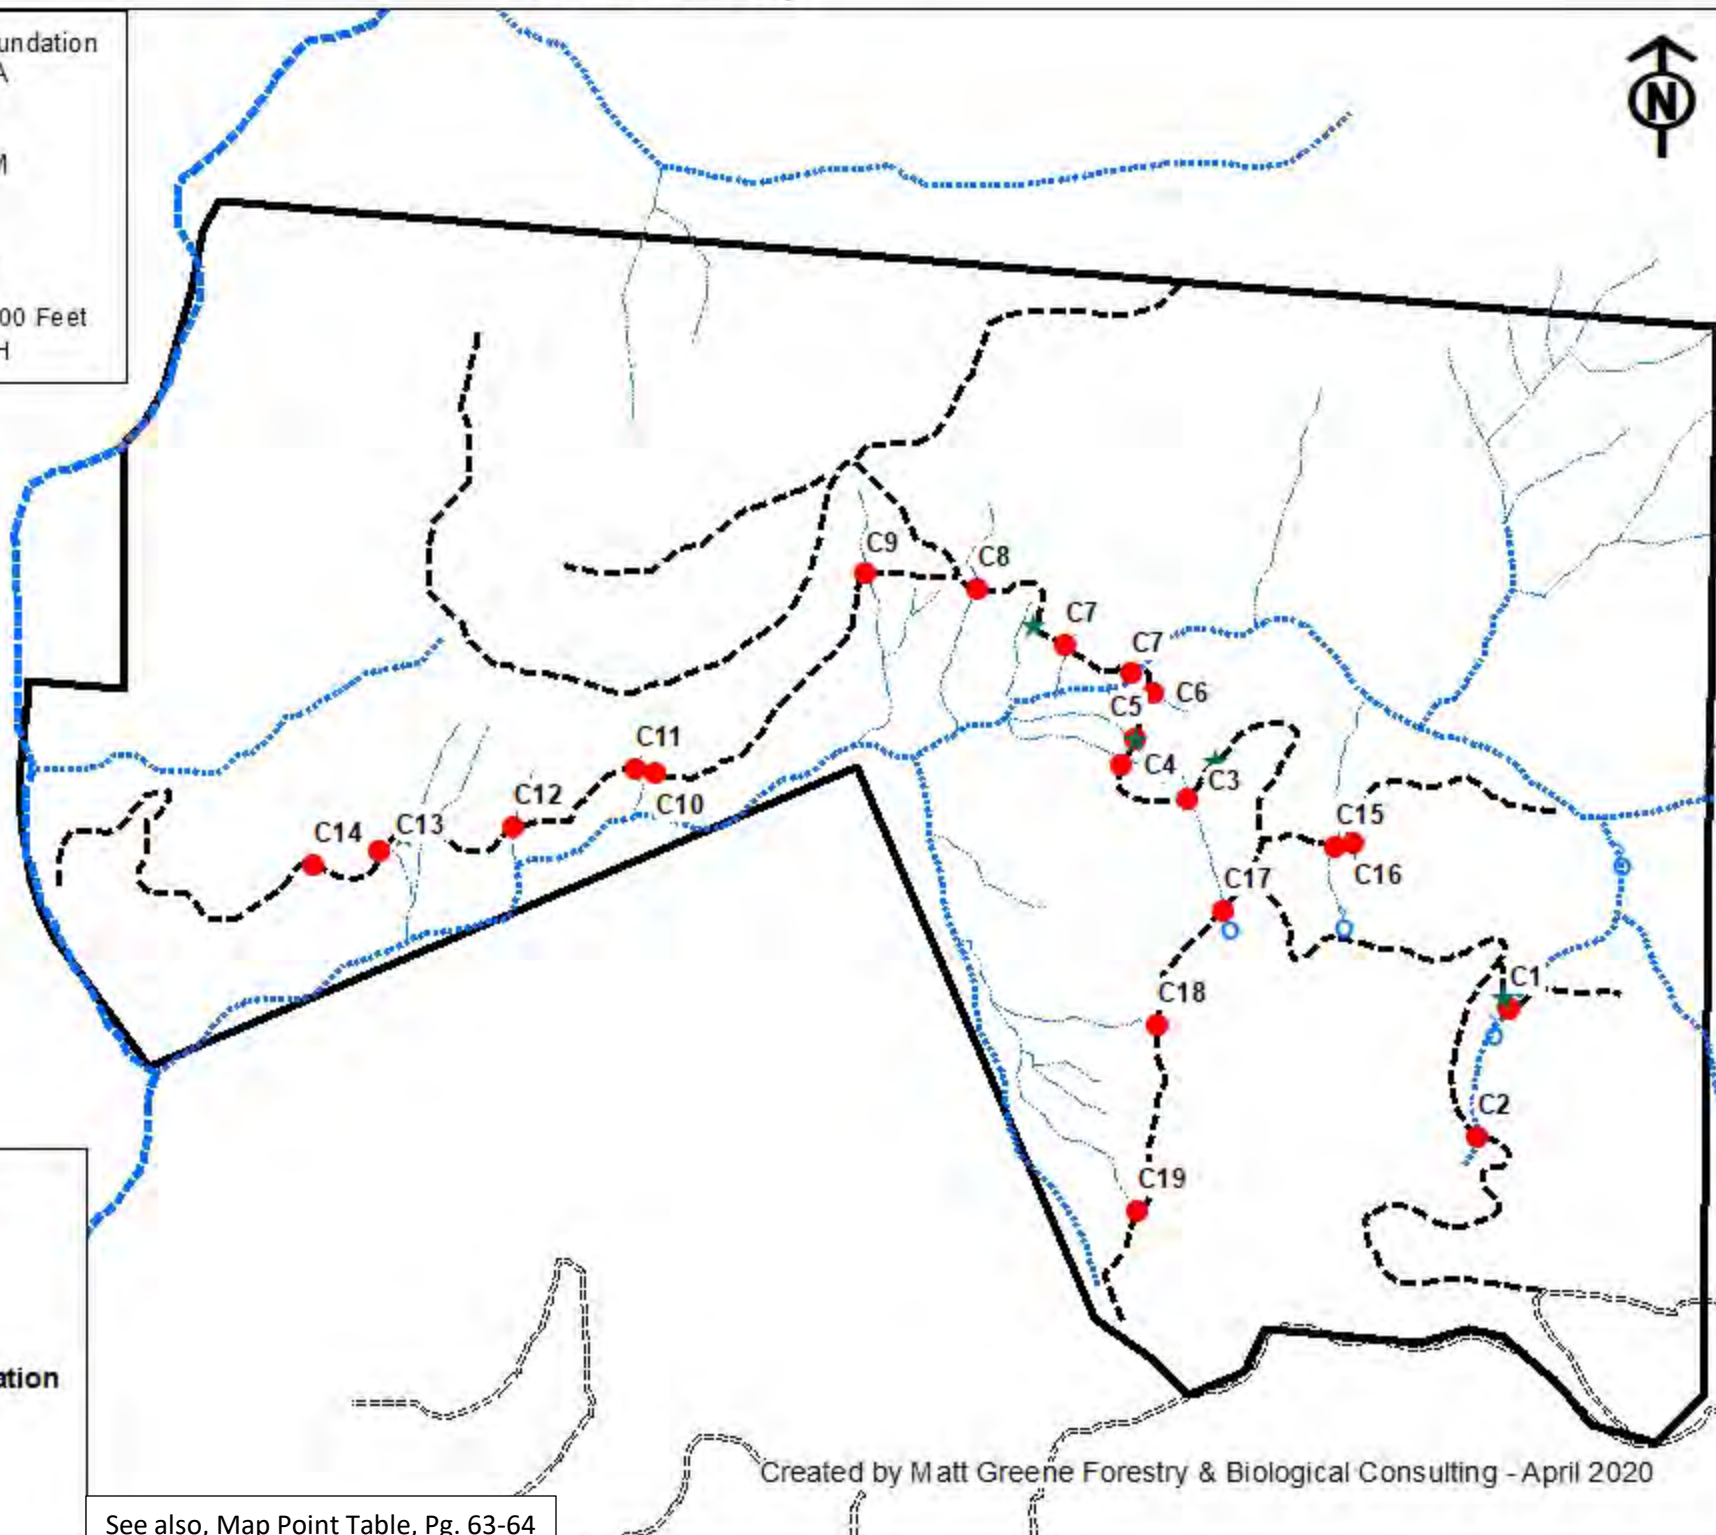 undation
A
M
00 Feet
H
N
C9
C8
C7
C7
C6
C5
C4
C3
C11
C10
C12
C13
C14
C15
C16
C17
C18
C1
C2
C19
ation
Created by Matt Greene Forestry & Biological Consulting - April 2020
See also, Map Point Table, Pg. 63-64